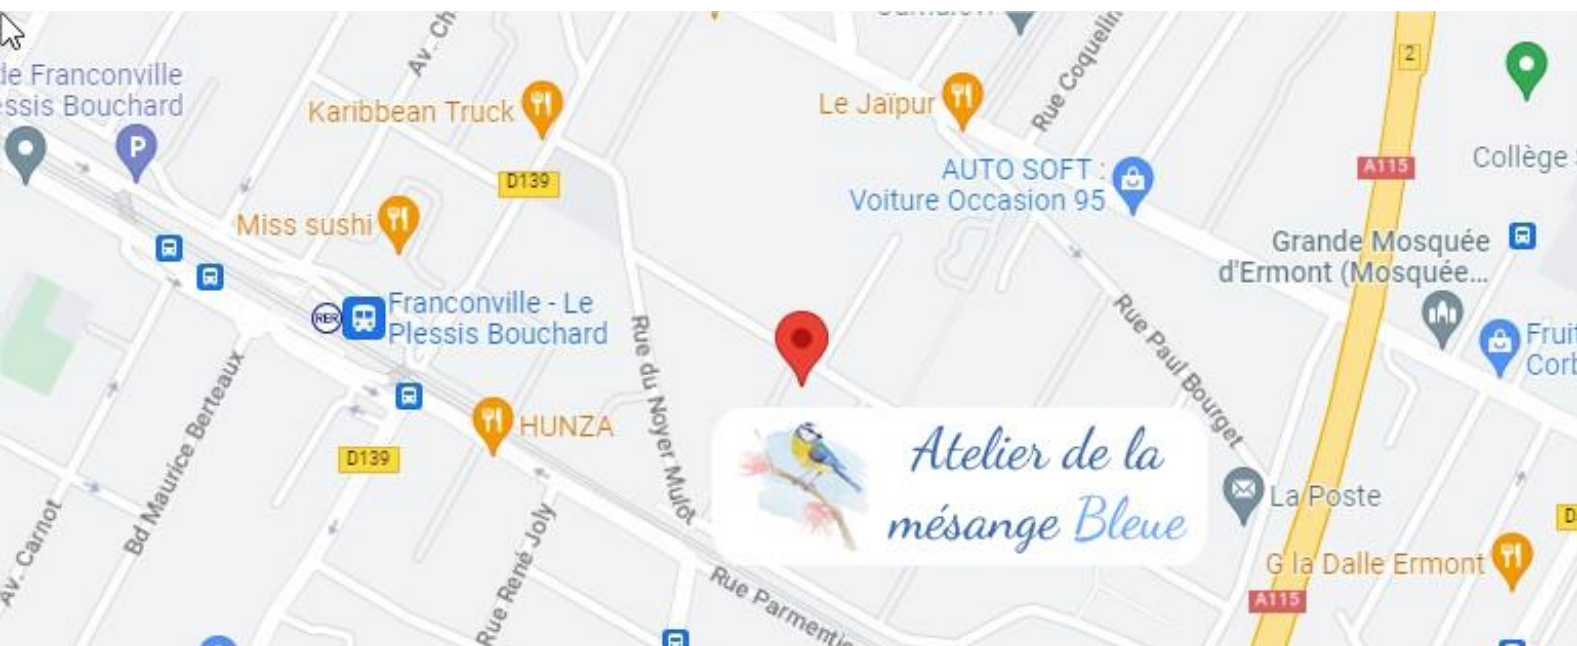 Av. Ch
Rue Coquelin
2
de Franconville
essis Bouchard
P
Karibbean Truck
Le Jaïpur
D139
AUTO SOFT :
Voiture Occasion 95
A115
Collège
Miss sushi
Grande Mosquée
d'Ermont (Mosquée...
RER
Franconville - Le
Plessis Bouchard
Rue du Noyer Mulot
Rue Paul Bourget
Fruit
Corb
Bd Maurice Berteaux
HUNZA
D139
Atelier de la
mésange Bleue
La Poste
Av. Carnot
Rue René Joly
Rue Parmentie
G la Dalle Ermont
D
A115